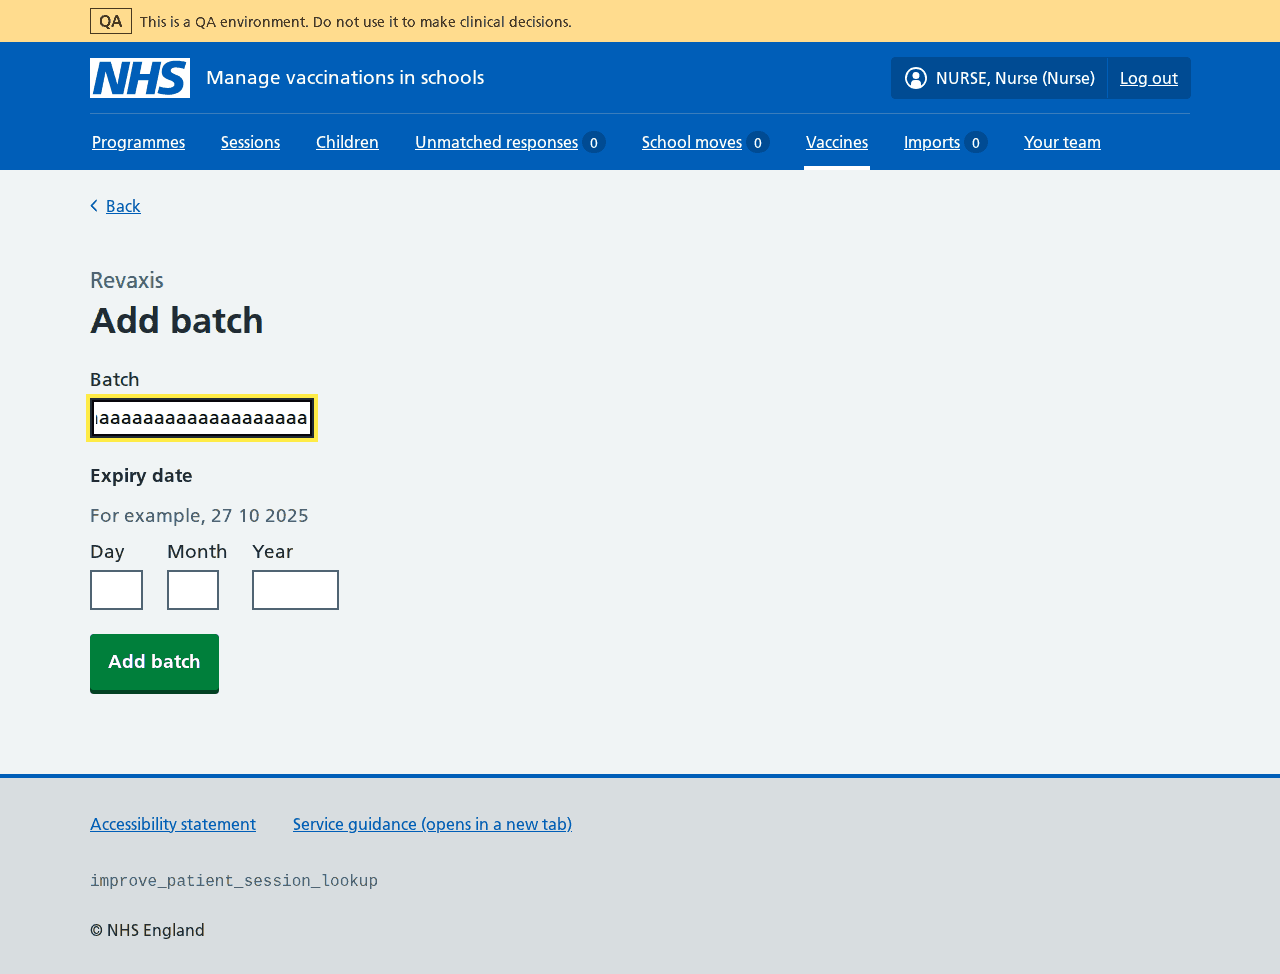 QA This is a QA environment. Do not use it to make clinical decisions.
NHS Manage vaccinations in schools NURSE, Nurse (Nurse) Log out
Programmes Sessions Children Unmatched responses 0 School moves 0 Vaccines Imports 0 Your team
Back
Revaxis
Add batch
Batch
aaaaaaaaaaaaaaaaaaaa
Expiry date
For example, 27 10 2025
Day Month Year
Add batch
Accessibility statement Service guidance (opens in a new tab)
improve_patient_session_lookup
© NHS England